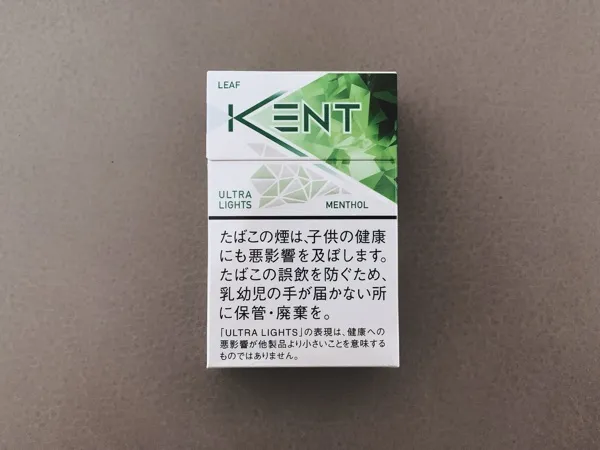 LEAF
KENT
ULTRA
LIGHTS
MENTHOL
たばこの煙は、子供の健康
にも悪影響を及ぼします。
たばこの誤飲を防ぐため、
乳幼児の手が届かない所
に保管・廃棄を。
「ULTRA LIGHTS」の表現は、健康への
悪影響が他製品より小さいことを意味する
ものではありません。